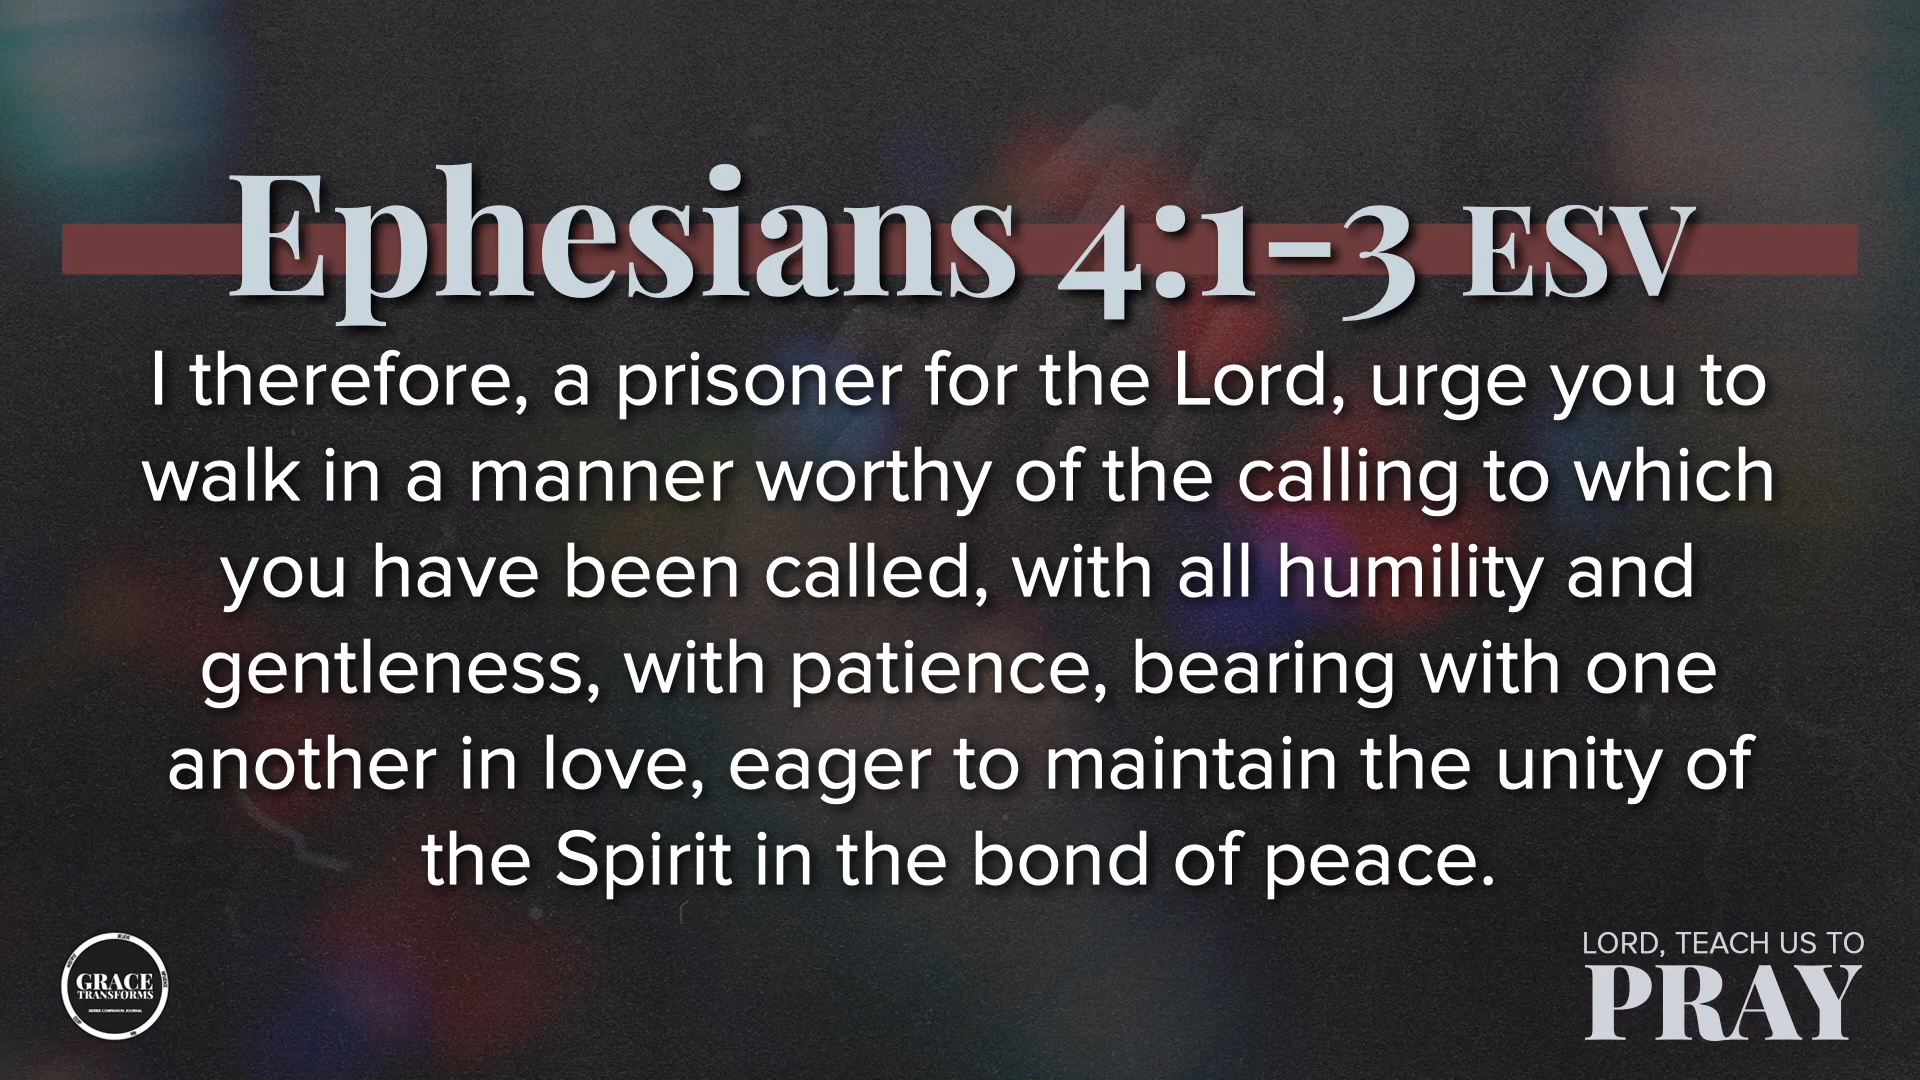 Ephesians 4:1-3 ESV
I therefore, a prisoner for the Lord, urge you to
walk in a manner worthy of the calling to which
you have been called, with all humility and
gentleness, with patience, bearing with one
another in love, eager to maintain the unity of
the Spirit in the bond of peace.
GRACE
TRANSFORMS
SERIES COMPANION JOURNAL
LORD, TEACH US TO
PRAY